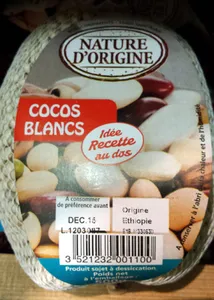 NATURE
D'ORIGINE
COCOS
BLANCS
Idée
Recette
au dos
A consommer
de préférence avant
DEC.15
Origine
Ethiopie
3 521232 001100
Produit sujet à dessication.
Poids net
à l'emballage